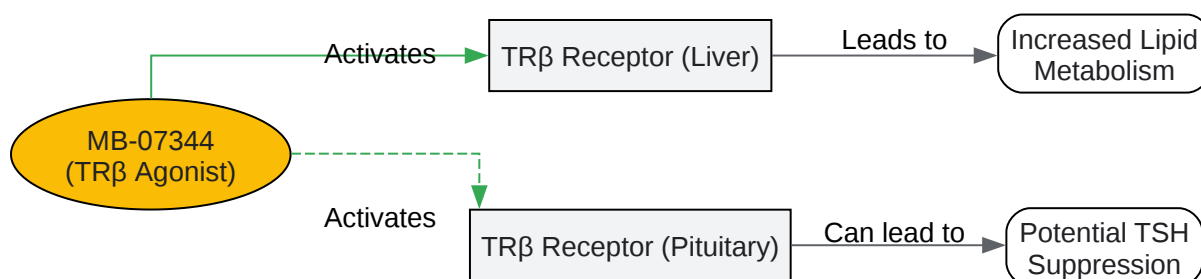 MB-07344
(TRβ Agonist)
Activates
TRβ Receptor (Liver)
Leads to
Increased Lipid
Metabolism
Activates
TRβ Receptor (Pituitary)
Can lead to
Potential TSH
Suppression